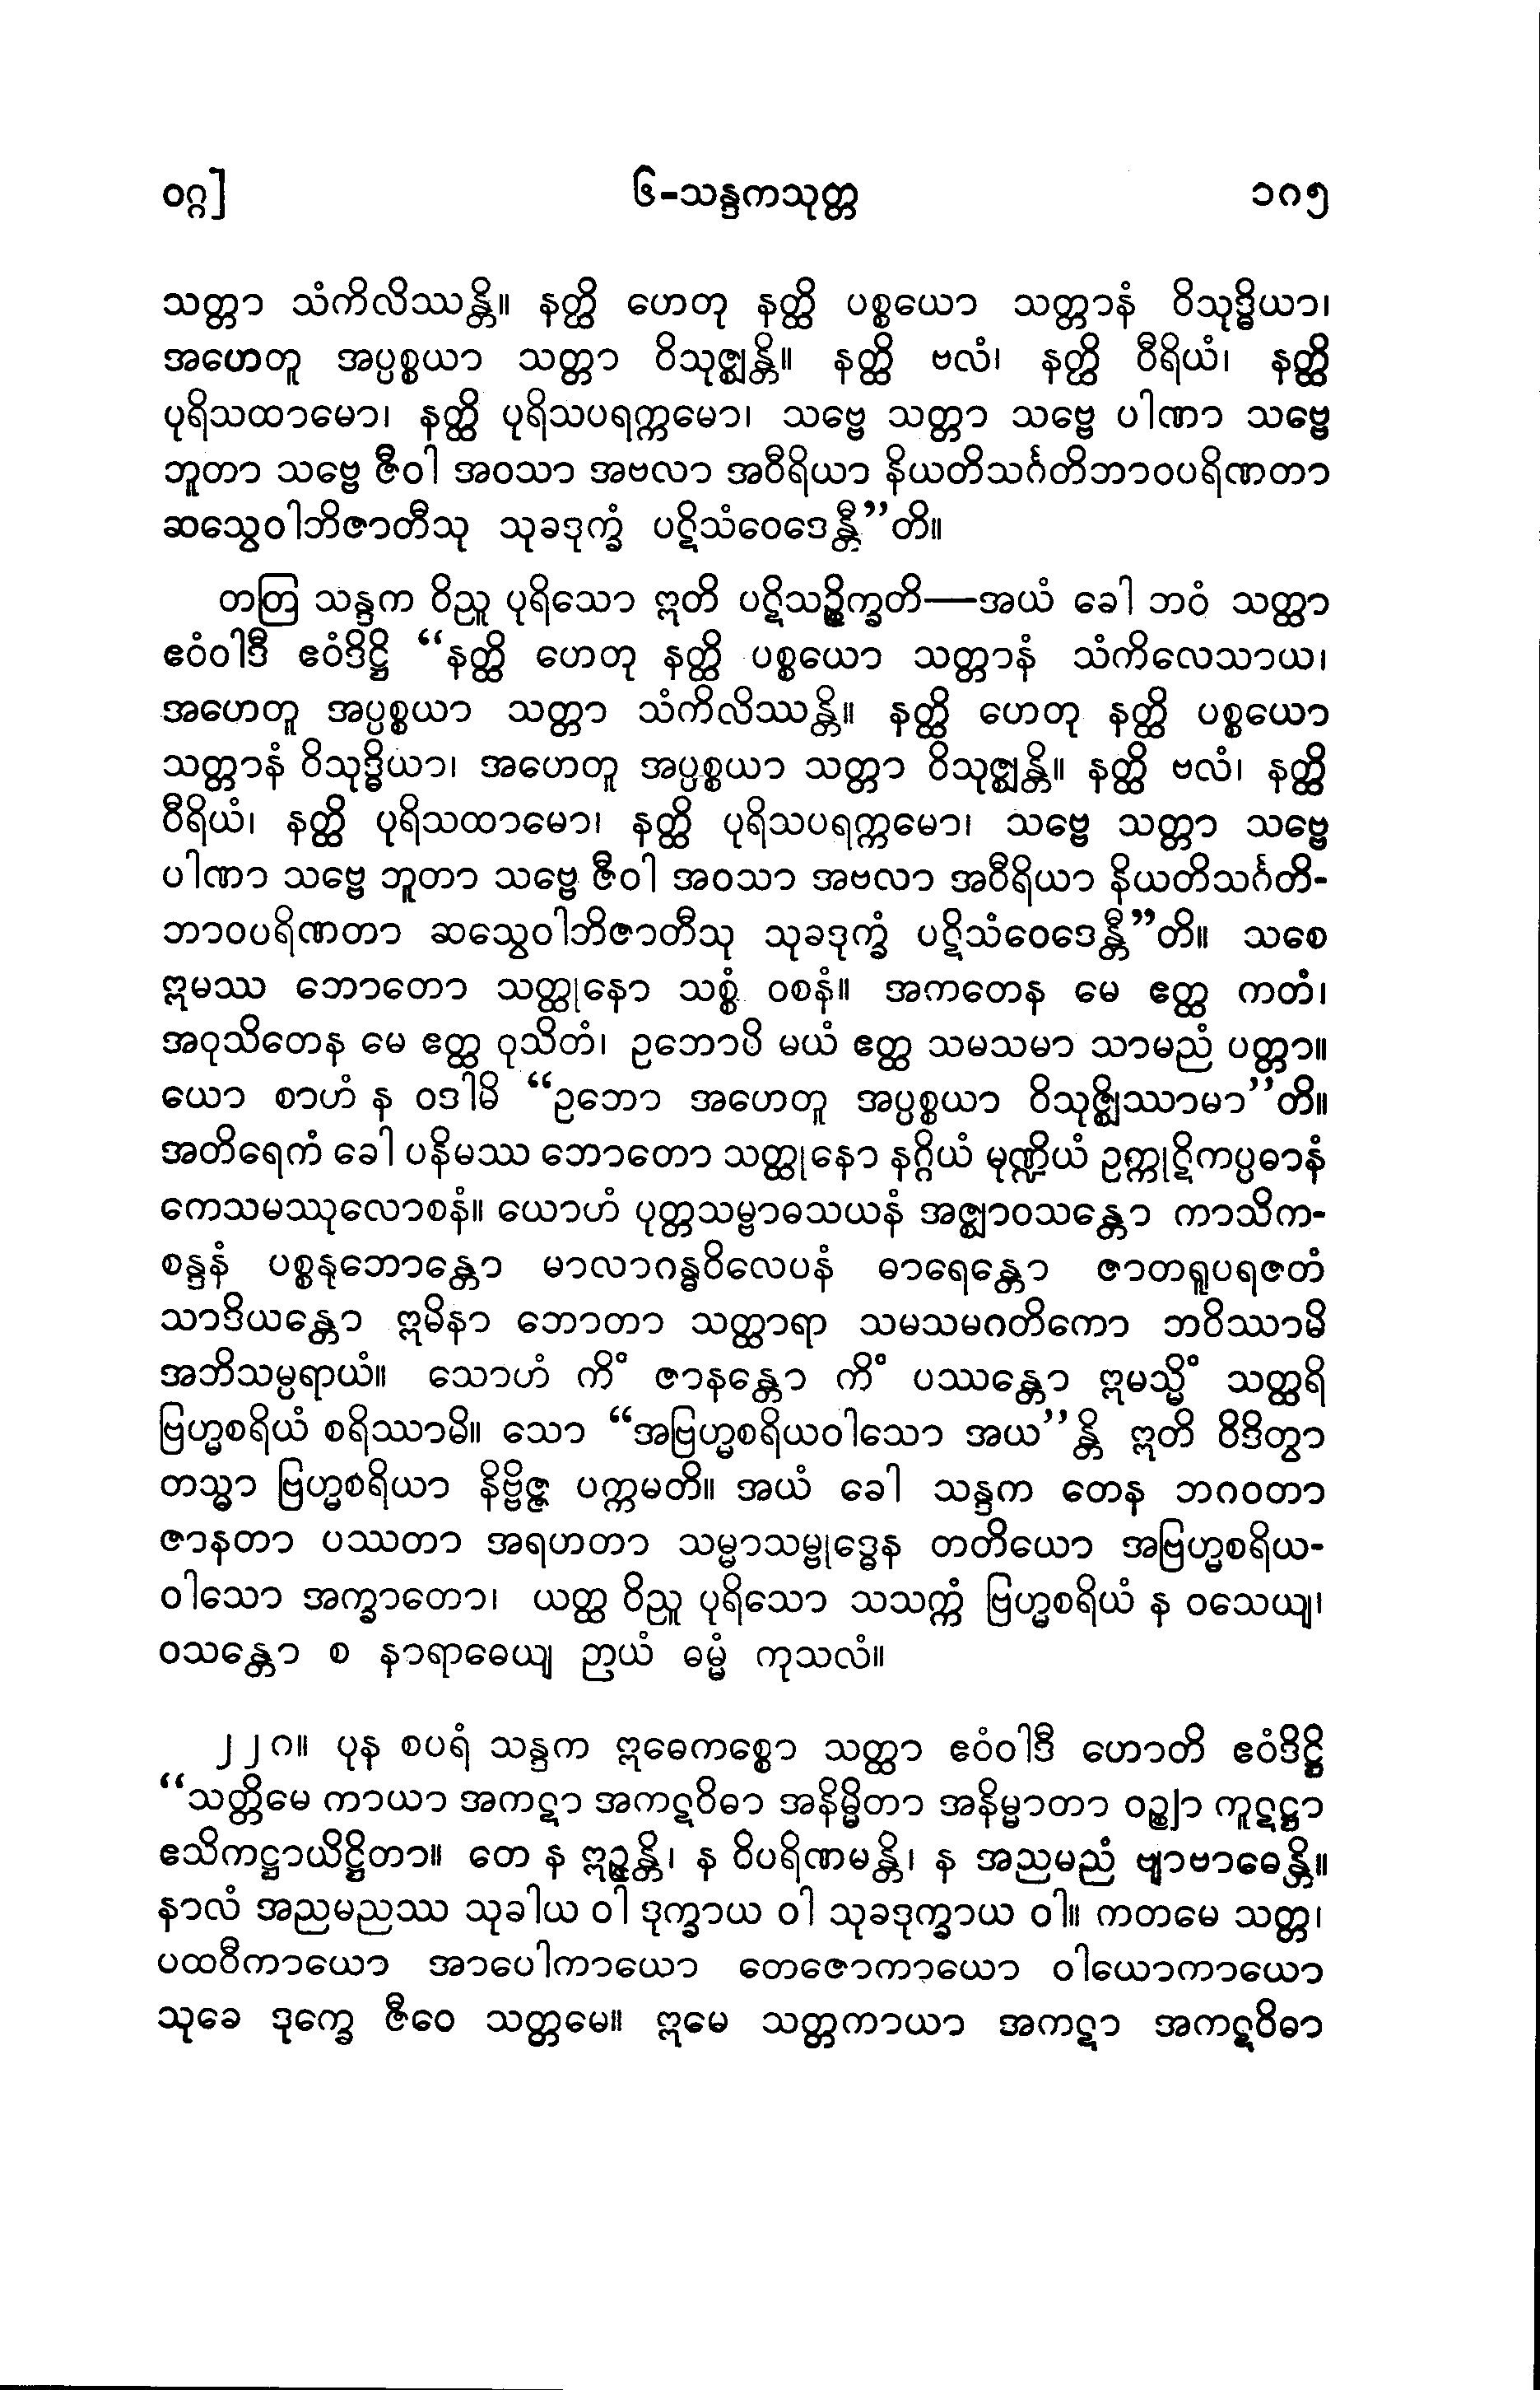 ဝဂ္ဂ]
၆-သန္ဒကသုတ္တ
၁ဂ၅
သတ္တာ သံကိလိဿန္တိ။ နတ္ထိ ဟေတု နတ္ထိ ပစ္စယော သတ္တာနံ ဝိသုဒ္ဓိယာ၊
အဟေတူ အပ္ပစ္စယာ သတ္တာ ဝိသုဇ္ဈန္တိ။ နတ္ထိ ဗလံ၊ နတ္ထိ ဝီရိယံ၊ နတ္ထိ
ပုရိသထာမော၊ နတ္ထိ ပုရိသပရက္ကမော၊ သဗ္ဗေ သတ္တာ သဗ္ဗေ ပါဏာ သဗ္ဗေ
ဘူတာ သဗ္ဗေ ဇီဝါ အဝသာ အဗလာ အဝီရိယာ နိယတိသင်္ဂတိဘာဝပရိဏတာ
ဆသွေဝါဘိဇာတီသု သုခဒုက္ခံ ပဋိသံဝေဒေန္တီ”တိ။
တတြ သန္ဒက ဝိညူ ပုရိသော ဣတိ ပဋိသဉ္စိက္ခတိ—အယံ ခေါ ဘဝံ သတ္ထာ
ဧဝံဝါဒီ ဧဝံဒိဋ္ဌိ “နတ္ထိ ဟေတု နတ္ထိ ပစ္စယော သတ္တာနံ သံကိလေသာယ၊
အဟေတူ အပ္ပစ္စယာ သတ္တာ သံကိလိဿန္တိ။ နတ္ထိ ဟေတု နတ္ထိ ပစ္စယော
သတ္တာနံ ဝိသုဒ္ဓိယာ၊ အဟေတူ အပ္ပစ္စယာ သတ္တာ ဝိသုဇ္ဈန္တိ။ နတ္ထိ ဗလံ၊ နတ္ထိ
ဝီရိယံ၊ နတ္ထိ ပုရိသထာမော၊ နတ္ထိ ပုရိသပရက္ကမော၊ သဗ္ဗေ သတ္တာ သဗ္ဗေ
ပါဏာ သဗ္ဗေ ဘူတာ သဗ္ဗေ ဇီဝါ အဝသာ အဗလာ အဝီရိယာ နိယတိသင်္ဂတိ-
ဘာဝပရိဏတာ ဆသွေဝါဘိဇာတီသု သုခဒုက္ခံ ပဋိသံဝေဒေန္တီ”တိ။ သစေ
ဣမဿ ဘောတော သတ္ထုနော သစ္စံ ဝစနံ။ အကတေန မေ ဧတ္ထ ကတံ၊
အဝုသိတေန မေ ဧတ္ထ ဝုသိတံ၊ ဥဘောပိ မယံ ဧတ္ထ သမသမာ သာမညံ ပတ္တာ။
ယော စာဟံ န ဝဒါမိ “ဥဘော အဟေတူ အပ္ပစ္စယာ ဝိသုဇ္ဈိဿာမာ”တိ။
အတိရေကံ ခေါ ပနိမဿ ဘောတော သတ္ထုနော နဂ္ဂိယံ မုဏ္ဍိယံ ဥက္ကုဋိကပ္ပဓာနံ
ကေသမဿုလောစနံ။ ယောဟံ ပုတ္တသမ္ဗာဓသယနံ အဇ္ဈာဝသန္တော ကာသိက-
စန္ဒနံ ပစ္စနုဘောန္တော မာလာဂန္ဓဝိလေပနံ ဓာရေန္တော ဇာတရူပရဇတံ
သာဒိယန္တော ဣမိနာ ဘောတာ သတ္ထာရာ သမသမဂတိကော ဘဝိဿာမိ
အဘိသမ္ပရာယံ။ သောဟံ ကိံ ဇာနန္တော ကိံ ပဿန္တော ဣမသ္မိံ သတ္ထရိ
ဗြဟ္မစရိယံ စရိဿာမိ။ သော “အဗြဟ္မစရိယဝါသော အယ”န္တိ ဣတိ ဝိဒိတွာ
တသ္မာ ဗြဟ္မစရိယာ နိဗ္ဗိဇ္ဇ ပက္ကမတိ။ အယံ ခေါ သန္ဒက တေန ဘဂဝတာ
ဇာနတာ ပဿတာ အရဟတာ သမ္မာသမ္ဗုဒ္ဓေန တတိယော အဗြဟ္မစရိယ-
ဝါသော အက္ခာတော၊ ယတ္ထ ဝိညူ ပုရိသော သသက္ကံ ဗြဟ္မစရိယံ န ဝသေယျ၊
ဝသန္တော စ နာရာဓေယျ ဉာယံ ဓမ္မံ ကုသလံ။
၂၂၈။ ပုန စပရံ သန္ဒက ဣဓေကစ္စော သတ္ထာ ဧဝံဝါဒီ ဟောတိ ဧဝံဒိဋ္ဌိ
“သတ္တိမေ ကာယာ အကဋာ အကဋဝိဓာ အနိမ္မိတာ အနိမ္မာတာ ဝဉ္ဈာ ကူဋဋ္ဌာ
ဧသိကဋ္ဌာယိဋ္ဌိတာ။ တေ န ဣဉ္ဇန္တိ၊ န ဝိပရိဏမန္တိ၊ န အညမညံ ဗျာဗာဓေန္တိ။
နာလံ အညမညဿ သုခါယ ဝါ ဒုက္ခာယ ဝါ သုခဒုက္ခာယ ဝါ။ ကတမေ သတ္တ၊
ပထဝီကာယော အာပေါကာယော တေဇောကာယော ဝါယောကာယော
သုခေ ဒုက္ခေ ဇီဝေ သတ္တမေ။ ဣမေ သတ္တကာယာ အကဋာ အကဋဝိဓာ